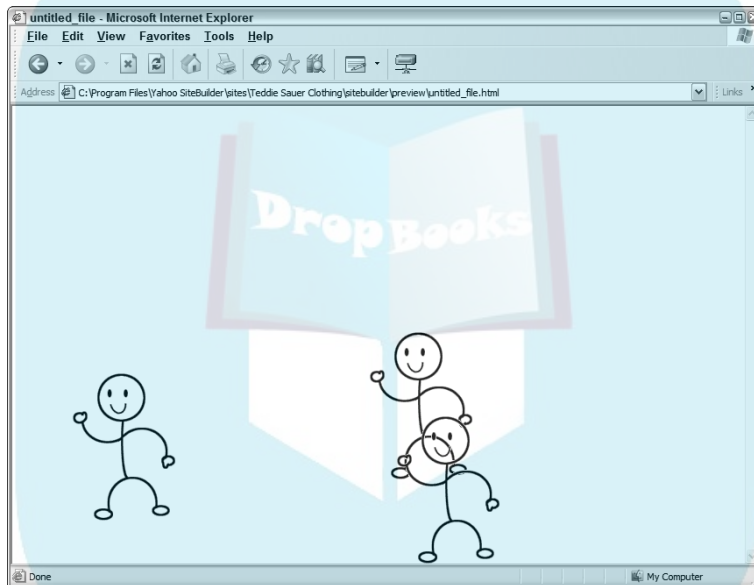 untitled_file - Microsoft Internet Explorer
File Edit View Favorites Tools Help
Address C:\Program Files\Yahoo SiteBuilder\sites\Teddie Sauer Clothing\sitebuilder\preview\untitled_file.html Links »
DropBooks
Done My Computer